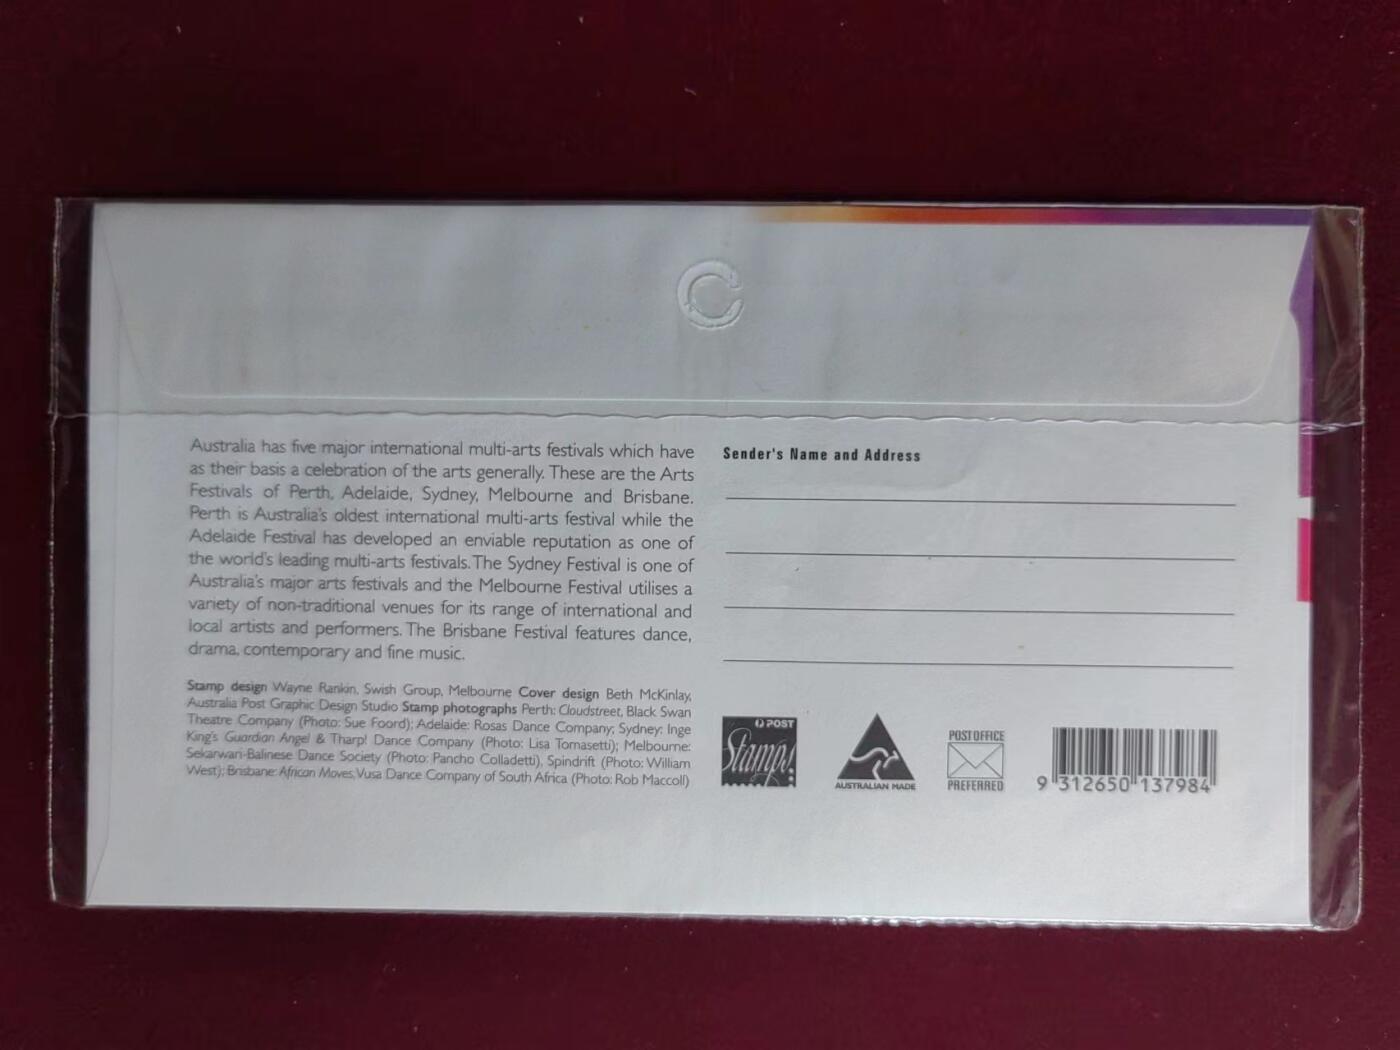 Australia has five major international multi-arts festivals which have
as their basis a celebration of the arts generally. These are the Arts
Festivals of Perth, Adelaide, Sydney, Melbourne and Brisbane.
Perth is Australia's oldest international multi-arts festival while the
Adelaide Festival has developed an enviable reputation as one of
the world's leading multi-arts festivals. The Sydney Festival is one of
Australia's major arts festivals and the Melbourne Festival utilises a
variety of non-traditional venues for its range of international and
local artists and performers. The Brisbane Festival features dance,
drama, contemporary and fine music.
Stamp design Wayne Rankin, Swish Group, Melbourne Cover design Beth McKinlay,
Australia Post Graphic Design Studio Stamp photographs Perth: Cloudstreet, Black Swan
Theatre Company (Photo: Sue Foord); Adelaide: Rosas Dance Company; Sydney: Inge
King's Guardian Angel & Tharp! Dance Company (Photo: Lisa Tomasetti); Melbourne:
Sekarwari-Balinese Dance Society (Photo: Pancho Colladetti), Spindrift (Photo: William
West); Brisbane: African Moves, Vusa Dance Company of South Africa (Photo: Rob Maccoll)
Sender's Name and Address
POST
Stamps
AUSTRALIAN MADE
POST OFFICE
PREFERRED
9 312650 137984